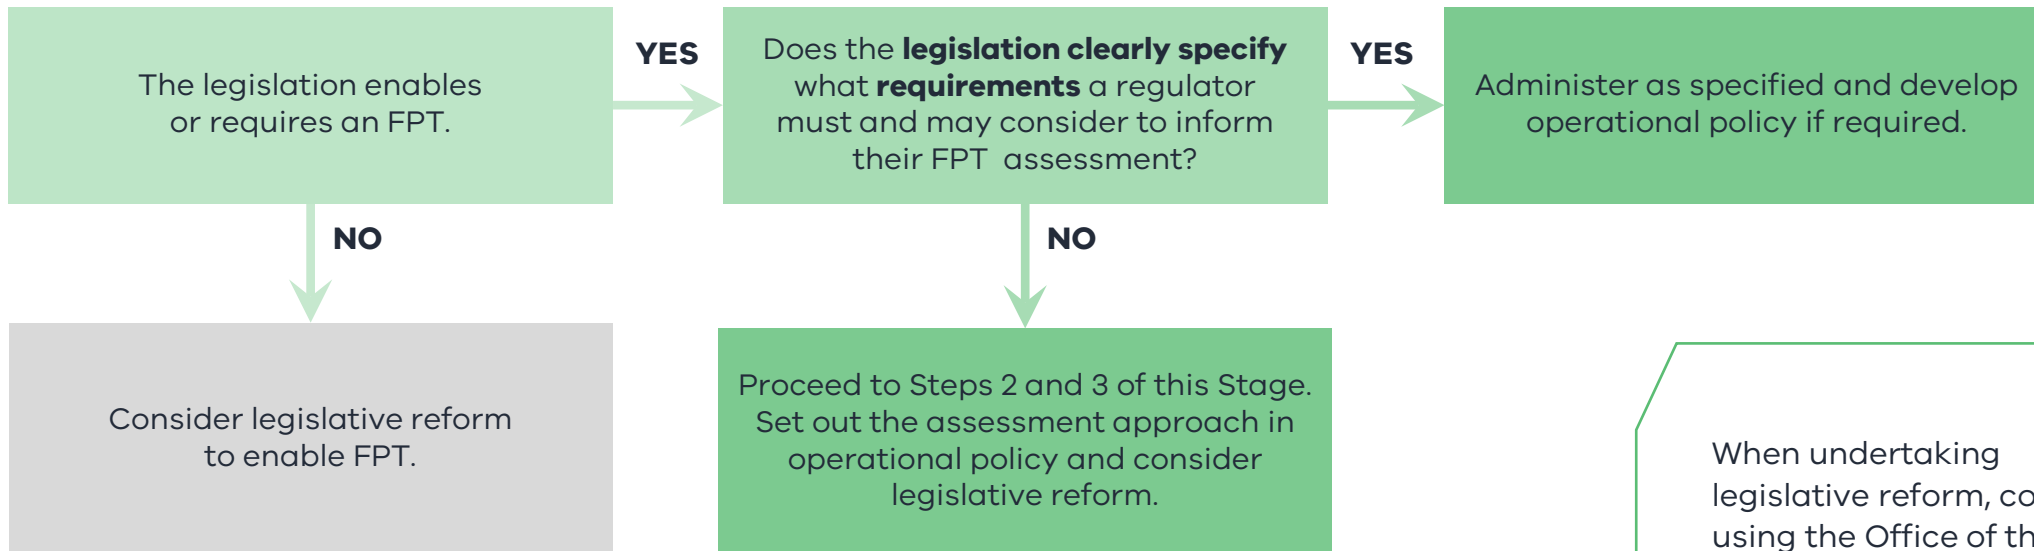 The legislation enables
or requires an FPT.
YES
Does the legislation clearly specify
what requirements a regulator
must and may consider to inform
their FPT assessment?
YES
Administer as specified and develop
operational policy if required.
NO
NO
Consider legislative reform
to enable FPT.
Proceed to Steps 2 and 3 of this Stage.
Set out the assessment approach in
operational policy and consider
legislative reform.
When undertaking
legislative reform,
using the Office of